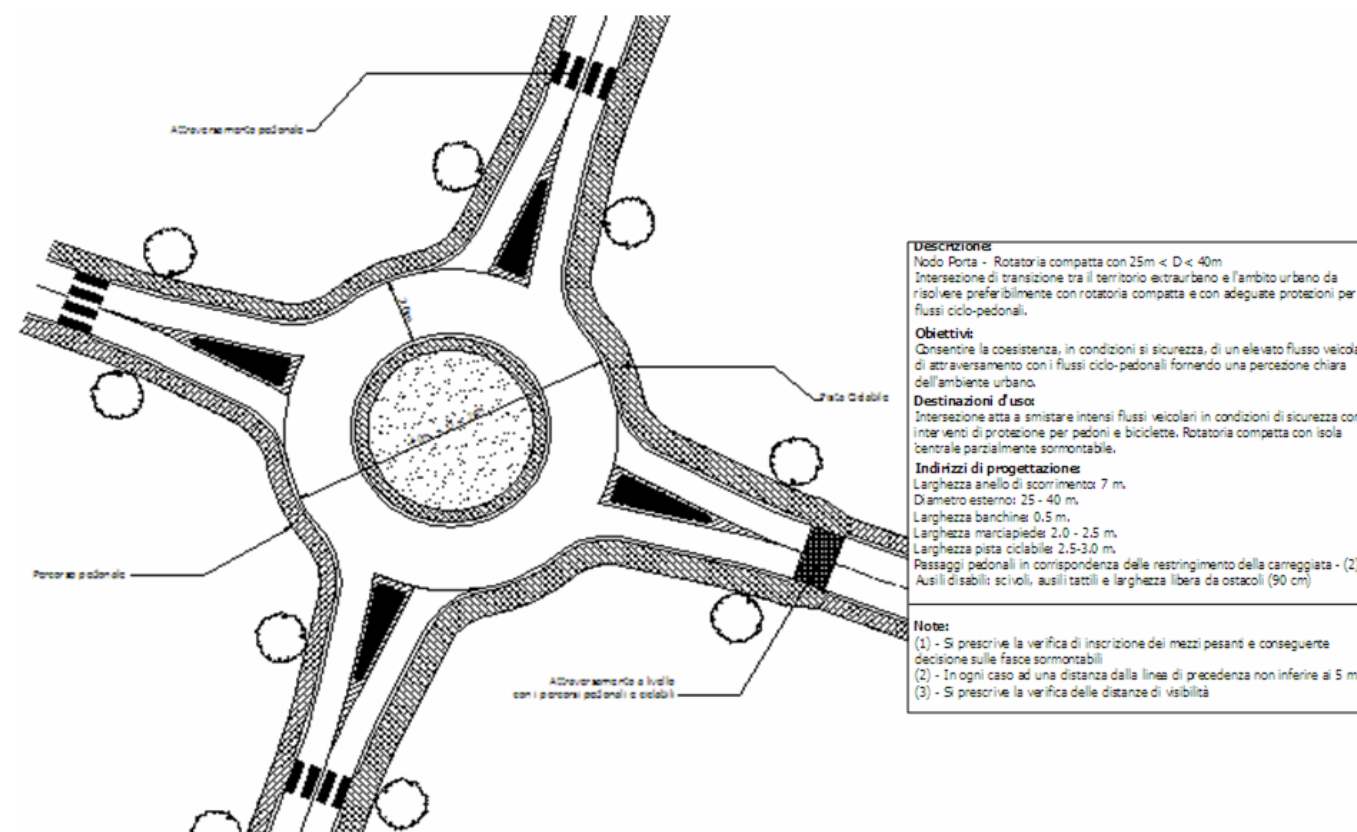 Attraversamento pedonale
Pista Ciclabile
Percorso pedonale
Attraversamento a livello
con i percorsi pedonali e ciclabili
Descrizione:
Nodo Porta - Rotatoria compatta con 25m < D < 40m
Intersezione di transizione tra il territorio extraurbano e l'ambito urbano da
risolvere preferibilmente con rotatoria compatta e con adeguate protezioni per
flussi ciclo-pedonali.
Obiettivi:
Consentire la coesistenza, in condizioni si sicurezza, di un elevato flusso veicola
di attraversamento con i flussi ciclo-pedonali fornendo una percezione chiara
dell'ambiente urbano.
Destinazioni d'uso:
Intersezione atta a smistare intensi flussi veicolari in condizioni di sicurezza con
interventi di protezione per pedoni e biciclette. Rotatoria compatta con isola
centrale parzialmente sormontabile.
Indirizzi di progettazione:
Larghezza anello di scorrimento: 7 m.
Diametro esterno: 25 - 40 m.
Larghezza banchine: 0.5 m.
Larghezza marciapiede: 2.0 - 2.5 m.
Larghezza pista ciclabile: 2.5-3.0 m.
Passaggi pedonali in corrispondenza delle restringimento della carreggiata - (2)
Ausili disabili: scivoli, ausili tattili e larghezza libera da ostacoli (90 cm)
Note:
(1) - Si prescrive la verifica di inscrizione dei mezzi pesanti e conseguente
decisione sulle fasce sormontabili
(2) - In ogni caso ad una distanza dalla linea di precedenza non inferire ai 5 m
(3) - Si prescrive la verifica delle distanze di visibilità